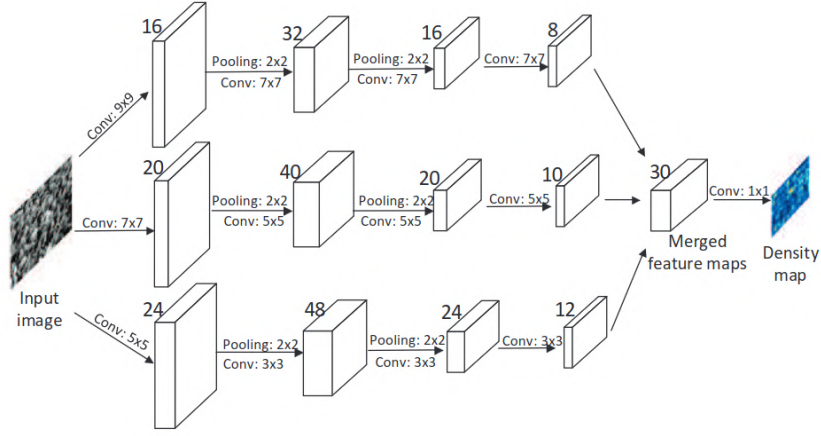 16
32
16
8
Pooling: 2x2
Conv: 7x7
Pooling: 2x2
Conv: 7x7
Conv: 7x7
Conv: 9x9
20
40
20
10
30
Conv: 7x7
Pooling: 2x2
Conv: 5x5
Pooling: 2x2
Conv: 5x5
Conv: 5x5
Conv: 1x1
Merged
feature maps
Density
map
Input
image
24
48
24
12
Conv: 5x5
Pooling: 2x2
Conv: 3x3
Pooling: 2x2
Conv: 3x3
Conv: 3x3